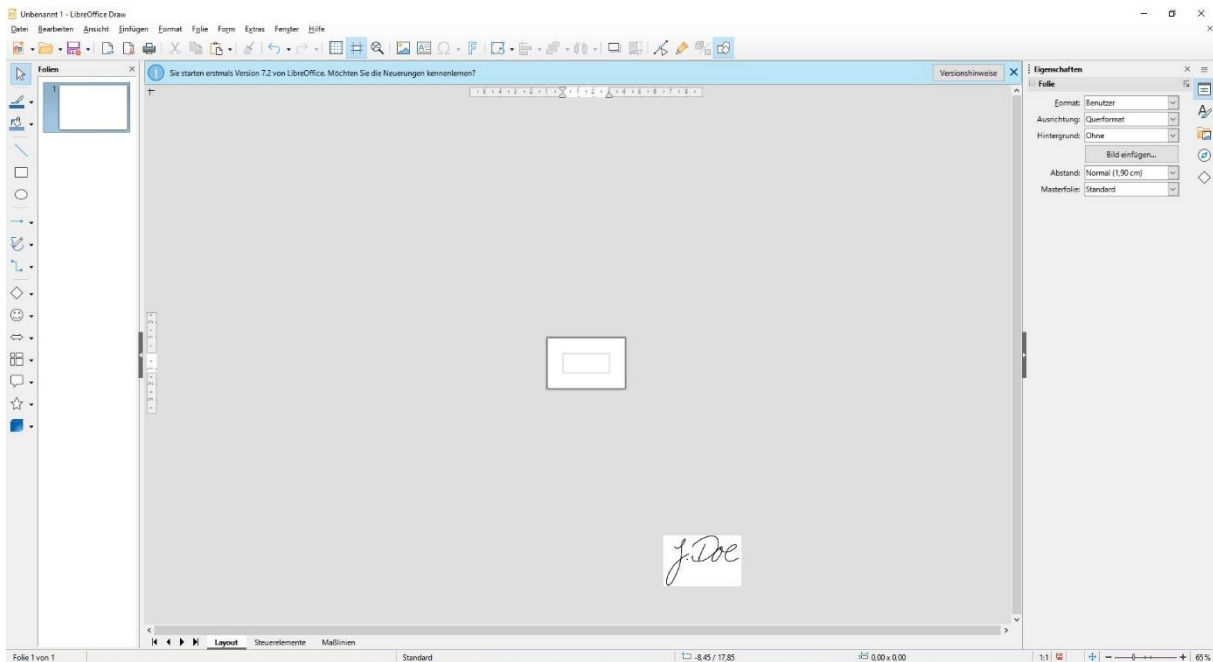 Unbenannt 1 - LibreOffice Draw
Datei Bearbeiten Ansicht Einfügen Format Folie Form Extras Fenster Hilfe
Folien
Sie starten erstmals Version 7.2 von LibreOffice. Möchten Sie die Neuerungen kennenlernen?
Versionshinweise
1
Eigenschaften
Folie
Format: Benutzer
Ausrichtung: Querformat
Hintergrund: Ohne
Bild einfügen...
Abstand: Normal (1,90 cm)
Masterfolie: Standard
J.Doe
Layout Steuerelemente Maßlinien
Folie 1 von 1 Standard -8,45 / 17,85 0,00 x 0,00 1:1 65%